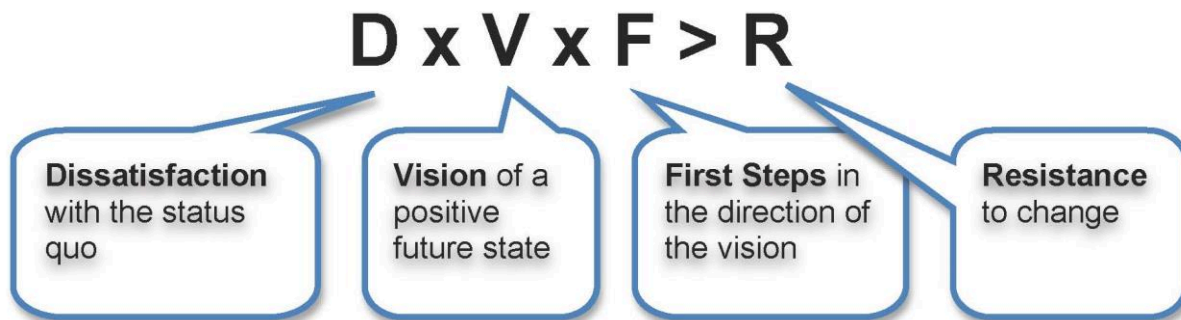 D x V x F > R
Dissatisfaction
with the status
quo
Vision of a
positive
future state
First Steps in
the direction of
the vision
Resistance
to change